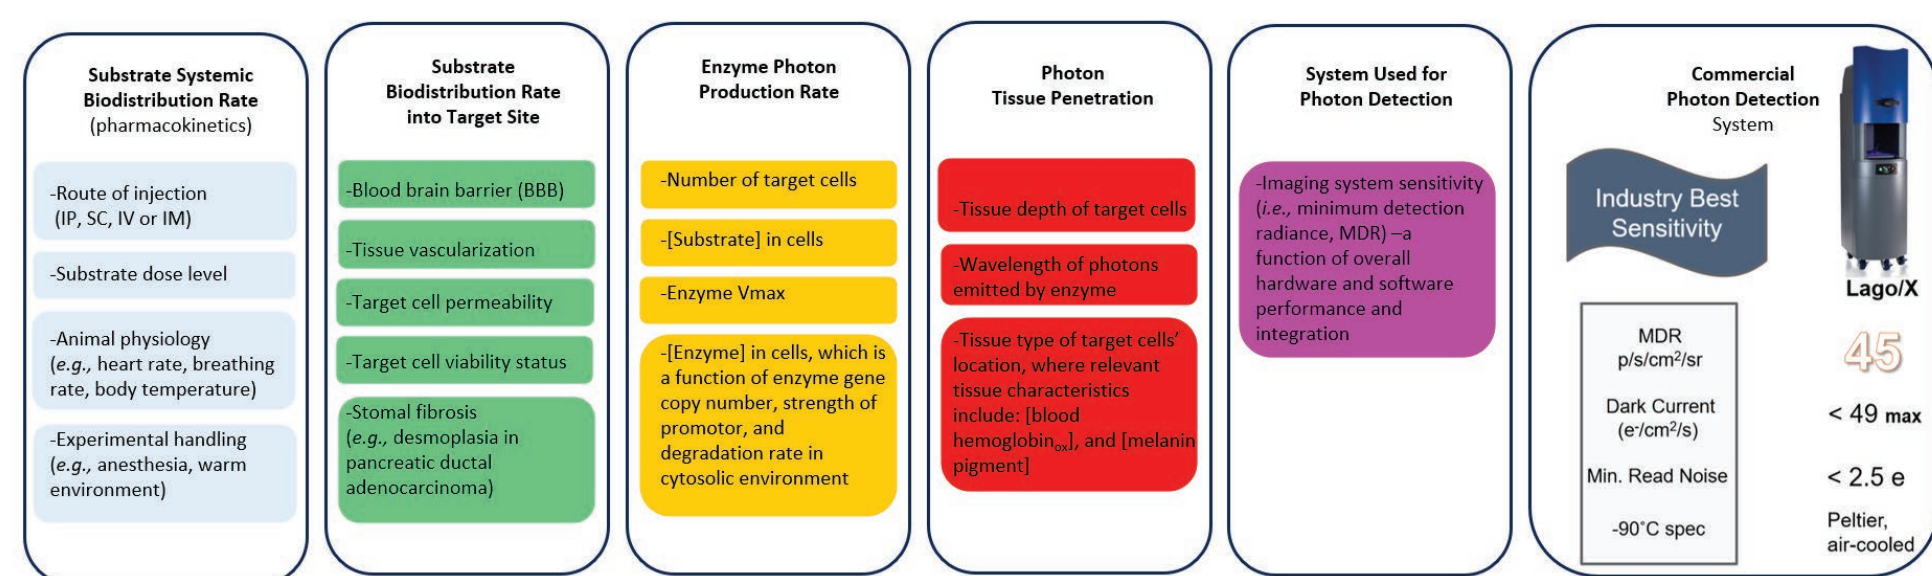 Substrate Systemic
Biodistribution Rate
(pharmacokinetics)
-Route of injection
(IP, SC, IV or IM)
-Substrate dose level
-Animal physiology
(e.g., heart rate, breathing
rate, body temperature)
-Experimental handling
(e.g., anesthesia, warm
environment)
Substrate
Biodistribution Rate
into Target Site
-Blood brain barrier (BBB)
-Tissue vascularization
-Target cell permeability
-Target cell viability status
-Stomal fibrosis
(e.g., desmoplasia in
pancreatic ductal
adenocarcinoma)
Enzyme Photon
Production Rate
-Number of target cells
-[Substrate] in cells
-Enzyme Vmax
-[Enzyme] in cells, which is
a function of enzyme gene
copy number, strength of
promotor, and
degradation rate in
cytosolic environment
Photon
Tissue Penetration
-Tissue depth of target cells
-Wavelength of photons
emitted by enzyme
-Tissue type of target cells’
location, where relevant
tissue characteristics
include: [blood
hemoglobinₒₓ], and [melanin
pigment]
System Used for
Photon Detection
-Imaging system sensitivity
(i.e., minimum detection
radiance, MDR) –a
function of overall
hardware and software
performance and
integration
Commercial
Photon Detection
System
Industry Best
Sensitivity
Lago/X
MDR
p/s/cm²/sr
45
Dark Current
(e⁻/cm²/s)
< 49 max
Min. Read Noise
< 2.5 e
-90˚C spec
Peltier,
air-cooled